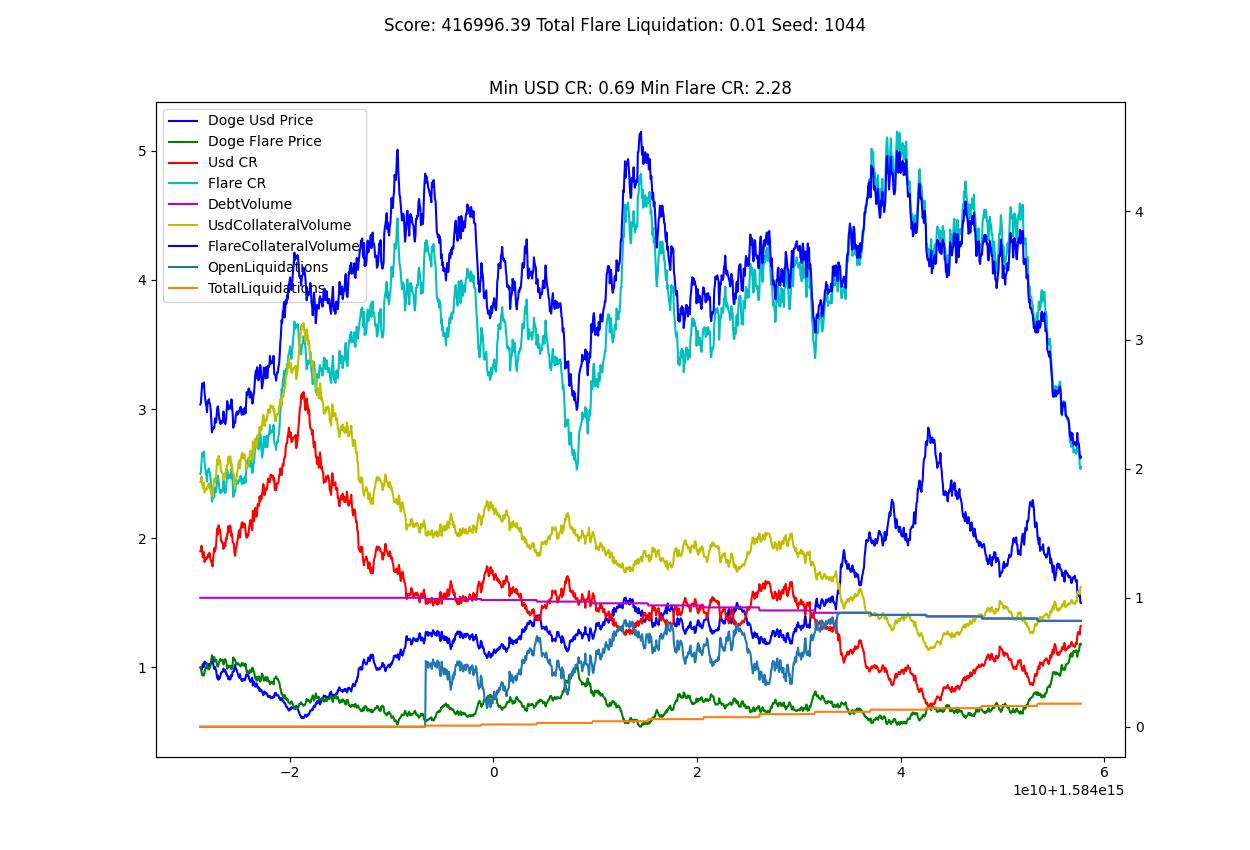 Score: 416996.39 Total Flare Liquidation: 0.01 Seed: 1044
Min USD CR: 0.69 Min Flare CR: 2.28
Doge Usd Price
Doge Flare Price
Usd CR
Flare CR
DebtVolume
UsdCollateralVolume
FlareCollateralVolume
OpenLiquidations
TotalLiquidations
5
4
3
2
1
4
3
2
1
0
−2
0
2
4
6
1e10+1.584e15